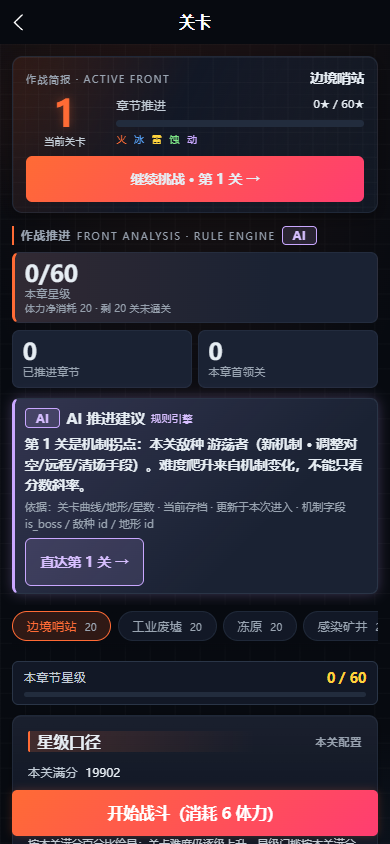 关卡
作战简报 · ACTIVE FRONT
边境哨站
1
当前关卡
章节推进
0★ / 60★
火 冰 雷 蚀 动
继续挑战 • 第 1 关 →
作战推进 FRONT ANALYSIS · RULE ENGINE AI
0/60
本章星级
体力净消耗 20 · 剩 20 关未通关
0
已推进章节
0
本章首领关
AI AI 推进建议 规则引擎
第 1 关是机制拐点：本关敌种 游荡者（新机制 • 调整对
空/远程/清场手段）。难度爬升来自机制变化，不能只看
分数斜率。
依据：关卡曲线/地形/星数 · 当前存档 · 更新于本次进入 · 机制字段
is_boss / 敌种 id / 地形 id
直达第 1 关 →
边境哨站 20
工业废墟 20
冻原 20
感染矿井 2
本章节星级
0 / 60
星级口径
本关配置
本关满分 19902
开始战斗（消耗 6 体力）